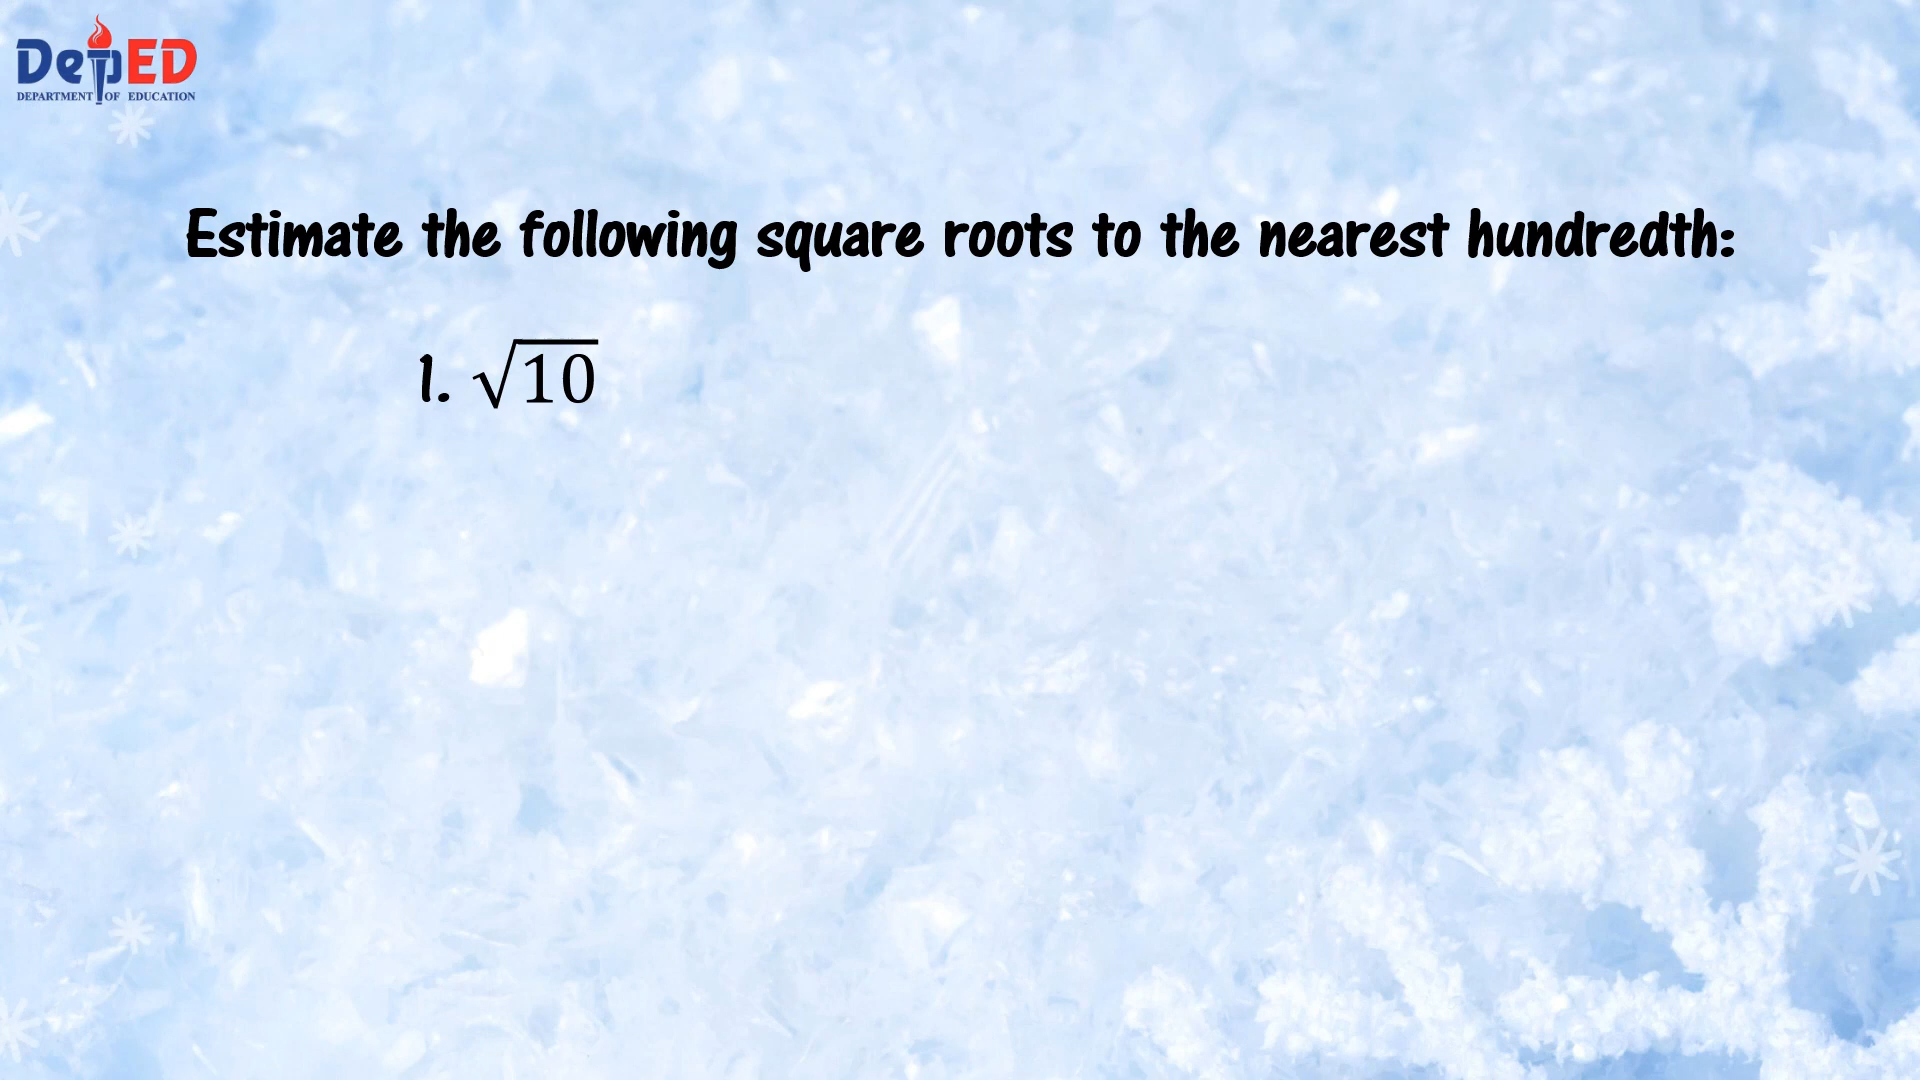 DepED
DEPARTMENT OF EDUCATION
Estimate the following square roots to the nearest hundredth:
1. √10